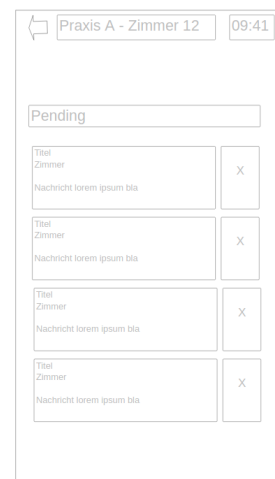 Praxis A - Zimmer 12
09:41
Pending
Titel
Zimmer
Nachricht lorem ipsum bla
X
Titel
Zimmer
Nachricht lorem ipsum bla
X
Titel
Zimmer
Nachricht lorem ipsum bla
X
Titel
Zimmer
Nachricht lorem ipsum bla
X